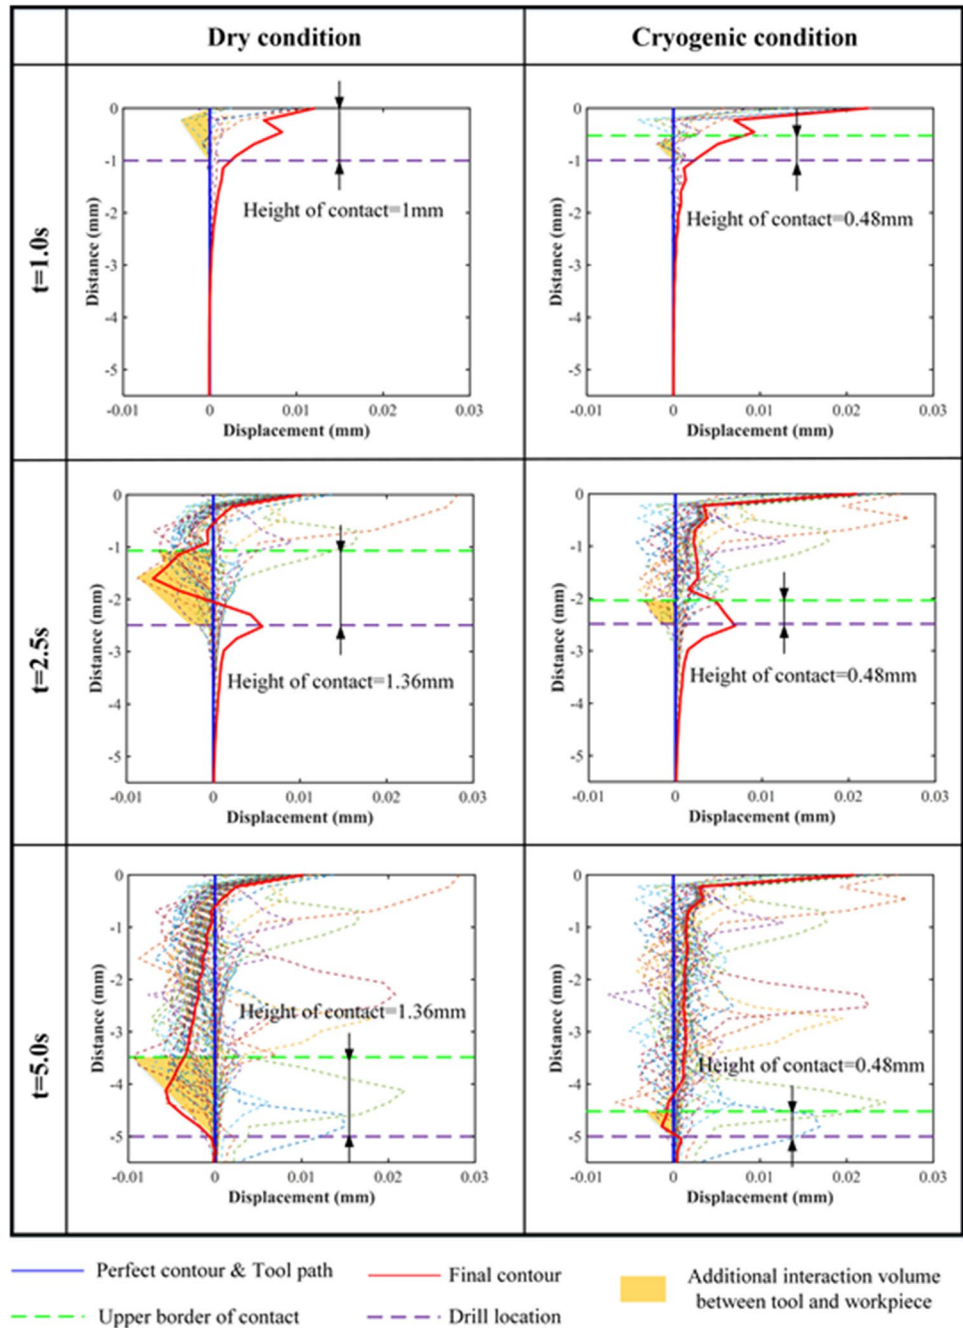 Dry condition
Cryogenic condition
t=1.0s
0
-1
-2
-3
-4
-5
Distance (mm)
Height of contact=1mm
-0.01
0
0.01
0.02
0.03
Displacement (mm)
0
-1
-2
-3
-4
-5
Distance (mm)
Height of contact=0.48mm
-0.01
0
0.01
0.02
0.03
Displacement (mm)
t=2.5s
0
-1
-2
-3
-4
-5
Distance (mm)
Height of contact=1.36mm
-0.01
0
0.01
0.02
0.03
Displacement (mm)
0
-1
-2
-3
-4
-5
Distance (mm)
Height of contact=0.48mm
-0.01
0
0.01
0.02
0.03
Displacement (mm)
t=5.0s
0
-1
-2
-3
-4
-5
Distance (mm)
Height of contact=1.36mm
-0.01
0
0.01
0.02
0.03
Displacement (mm)
0
-1
-2
-3
-4
-5
Distance (mm)
Height of contact=0.48mm
-0.01
0
0.01
0.02
0.03
Displacement (mm)
Perfect contour & Tool path
Final contour
Additional interaction volume
between tool and workpiece
Upper border of contact
Drill location